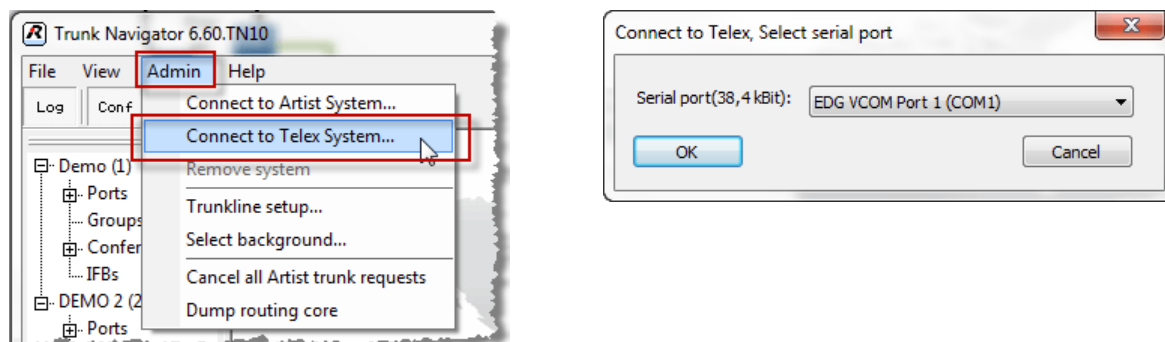 Trunk Navigator 6.60.TN10
File View Admin Help
Log Conf
Connect to Artist System...
Connect to Telex System...
Remove system
Trunkline setup...
Select background...
Cancel all Artist trunk requests
Dump routing core
Demo (1)
Ports
Groups
Confer
IFBs
DEMO 2 (2
Ports
Connect to Telex, Select serial port
Serial port(38,4 kBit): EDG VCOM Port 1 (COM1)
OK Cancel